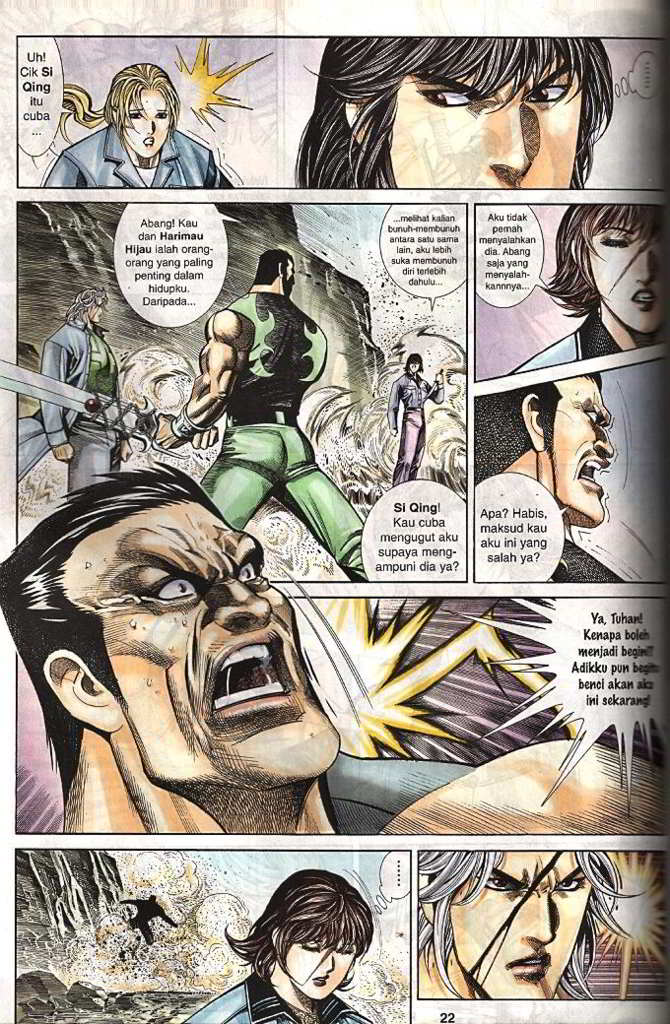 Uh!
Cik Si
Qing
itu
cuba
...
Abang! Kau
dan Harimau
Hijau ialah orang-
orang yang paling
penting dalam
hidupku.
Daripada...
...melihat kalian
bunuh-membunuh
antara satu sama
lain, aku lebih
suka membunuh
diri terlebih
dahulu...
Aku tidak
pernah
menyalahkan
dia. Abang
saja yang
menyalah-
kannnya...
Si Qing!
Kau cuba
mengugut aku
supaya meng-
ampuni dia ya?
Apa? Habis,
maksud kau
aku ini yang
salah ya?
Ya, Tuhan!
Kenapa boleh
menjadi begini?
Adikku pun begitu
benci akan aku
ini sekarang!
......
22